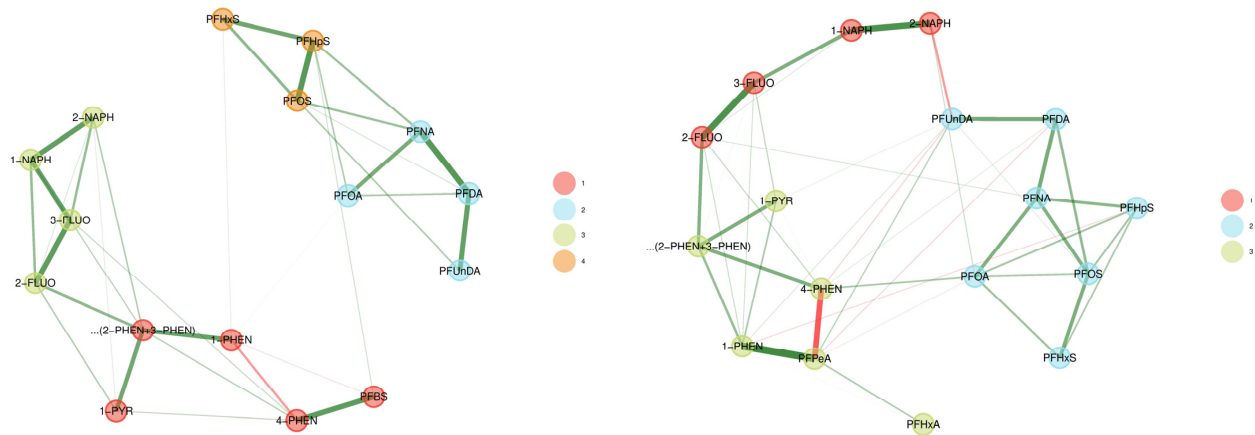 PFHxS
PFHpS
PFOS
2-NAPH
PFNA
1-NAPH
PFOA
PFDA
3-FLUO
PFUnDA
2-FLUO
...(2-PHEN+3-PHEN)
1-PHEN
PFBS
1-PYR
4-PHEN
1
2
3
4
2-NAPH
1-NAPH
3-FLUO
PFUnDA
PFDA
2-FLUO
PFNA
1-PYR
PFHpS
...(2-PHEN+3-PHEN)
PFOA
PFOS
4-PHEN
1-PHEN
PFPeA
PFHxS
PFHxA
1
2
3